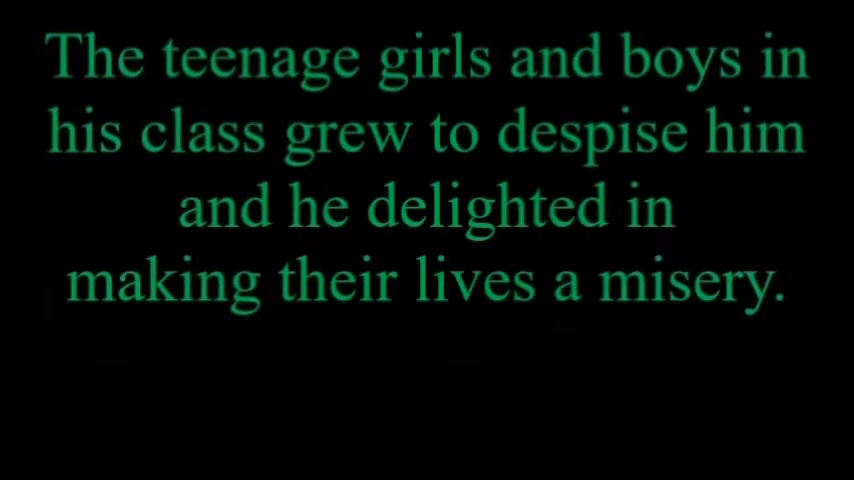 The teenage girls and boys in
his class grew to despise him
and he delighted in
making their lives a misery.